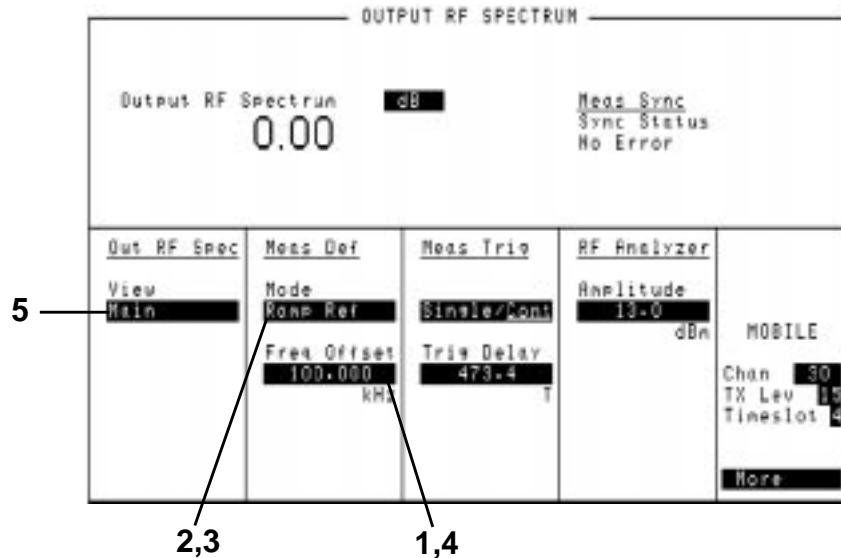 OUTPUT RF SPECTRUM
Output RF Spectrum dB
0.00
Meas Sync
Sync Status
No Error
Out RF Spec
View
Main
Meas Def
Mode
Ramp Ref
Freq Offset
100.000
kHz
Meas Trig
Single/Cont
Trig Delay
473.4
T
RF Analyzer
Amplitude
13.0
dBm
MOBILE
Chan 30
TX Lev 15
Timeslot 4
More
5
2,3
1,4